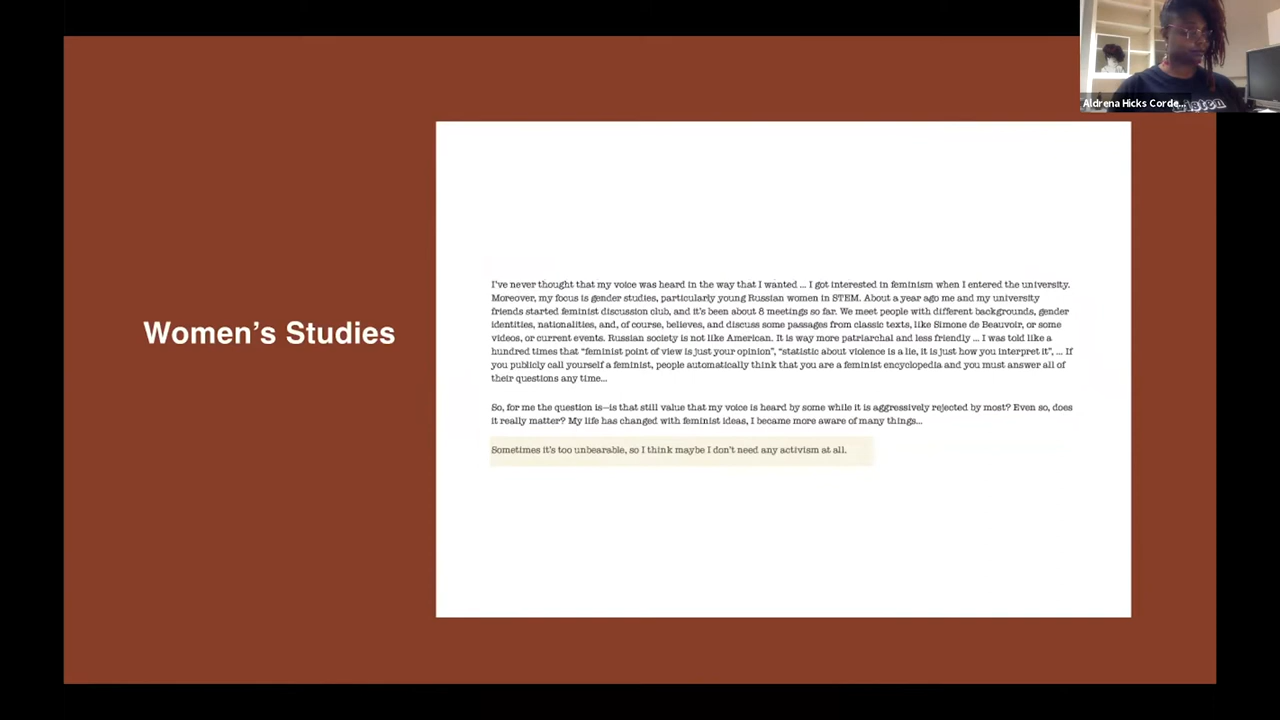 Aldrena Hicks Corde...
Listen
Women's Studies
I've never thought that my voice was heard in the way that I wanted ... I got interested in feminism when I entered the university.
Moreover, my focus is gender studies, particularly young Russian women in STEM. About a year ago me and my university
friends started feminist discussion club, and it's been about 8 meetings so far. We meet people with different backgrounds, gender
identities, nationalities, and, of course, believes, and discuss some passages from classic texts, like Simone de Beauvoir, or some
videos, or current events. Russian society is not like American. It is way more patriarchal and less friendly ... I was told like a
hundred times that "feminist point of view is just your opinion", "statistic about violence is a lie, it is just how you interpret it", ... If
you publicly call yourself a feminist, people automatically think that you are a feminist encyclopedia and you must answer all of
their questions any time...
So, for me the question is—is that still value that my voice is heard by some while it is aggressively rejected by most? Even so, does
it really matter? My life has changed with feminist ideas, I became more aware of many things...
Sometimes it's too unbearable, so I think maybe I don't need any activism at all.